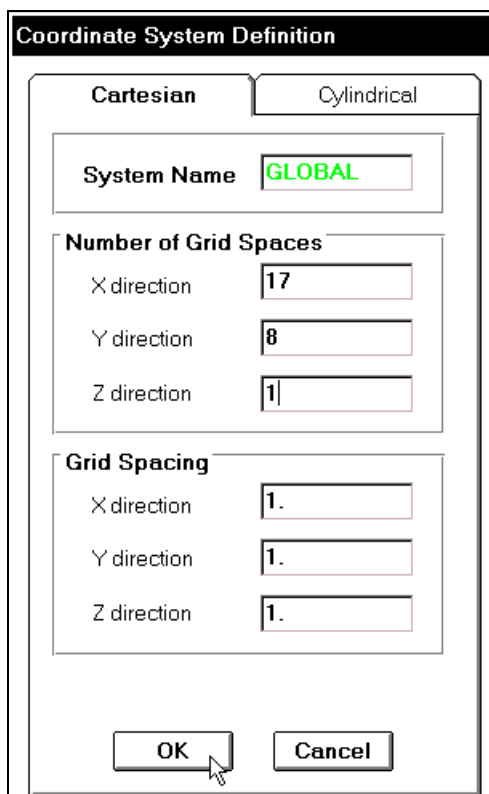 Coordinate System Definition
Cartesian Cylindrical
System Name GLOBAL
Number of Grid Spaces
X direction 17
Y direction 8
Z direction 1
Grid Spacing
X direction 1.
Y direction 1.
Z direction 1.
OK Cancel